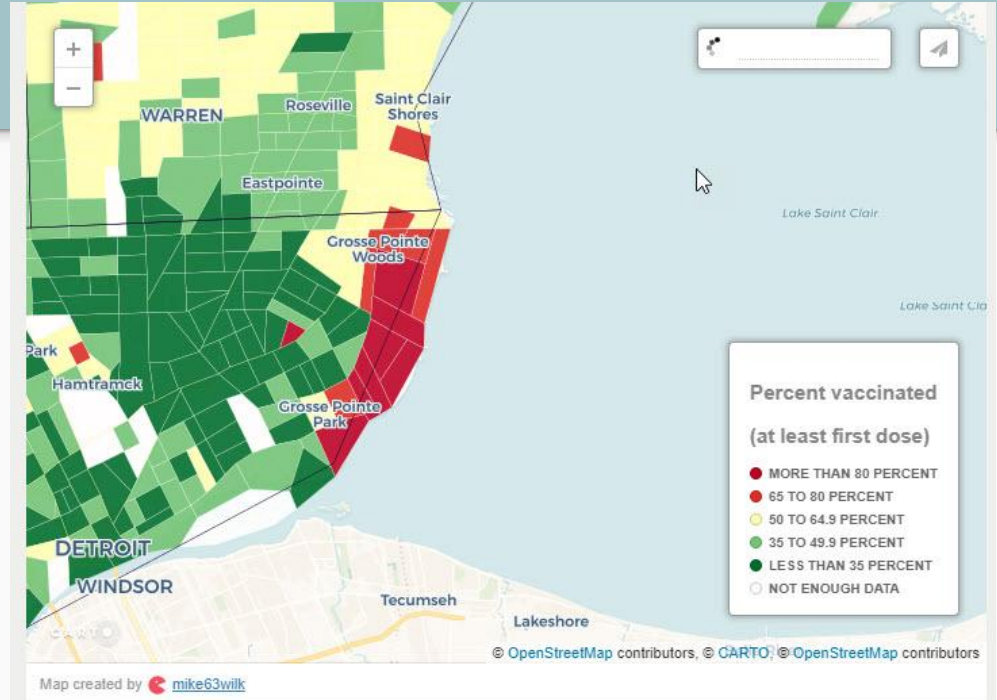 +
−
WARREN
Roseville
Saint Clair
Shores
Eastpointe
Lake Saint Clair
Grosse Pointe
Woods
Park
Hamtramck
Grosse Pointe
Park
DETROIT
WINDSOR
Tecumseh
Lakeshore
Percent vaccinated
(at least first dose)
MORE THAN 80 PERCENT
65 TO 80 PERCENT
50 TO 64.9 PERCENT
35 TO 49.9 PERCENT
LESS THAN 35 PERCENT
NOT ENOUGH DATA
CARTO
© OpenStreetMap contributors, © CARTO, © OpenStreetMap contributors
Map created by mike63wilk